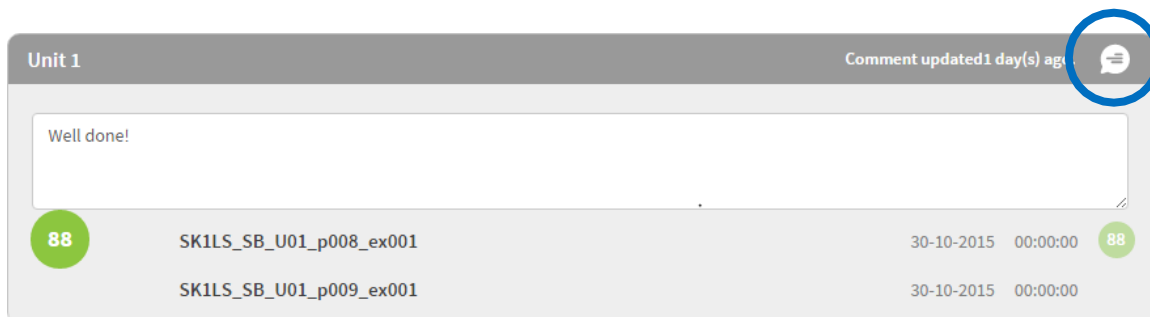 Unit 1 Comment updated1 day(s) ago
Well done!
88 SK1LS_SB_U01_p008_ex001 30-10-2015 00:00:00 88
SK1LS_SB_U01_p009_ex001 30-10-2015 00:00:00